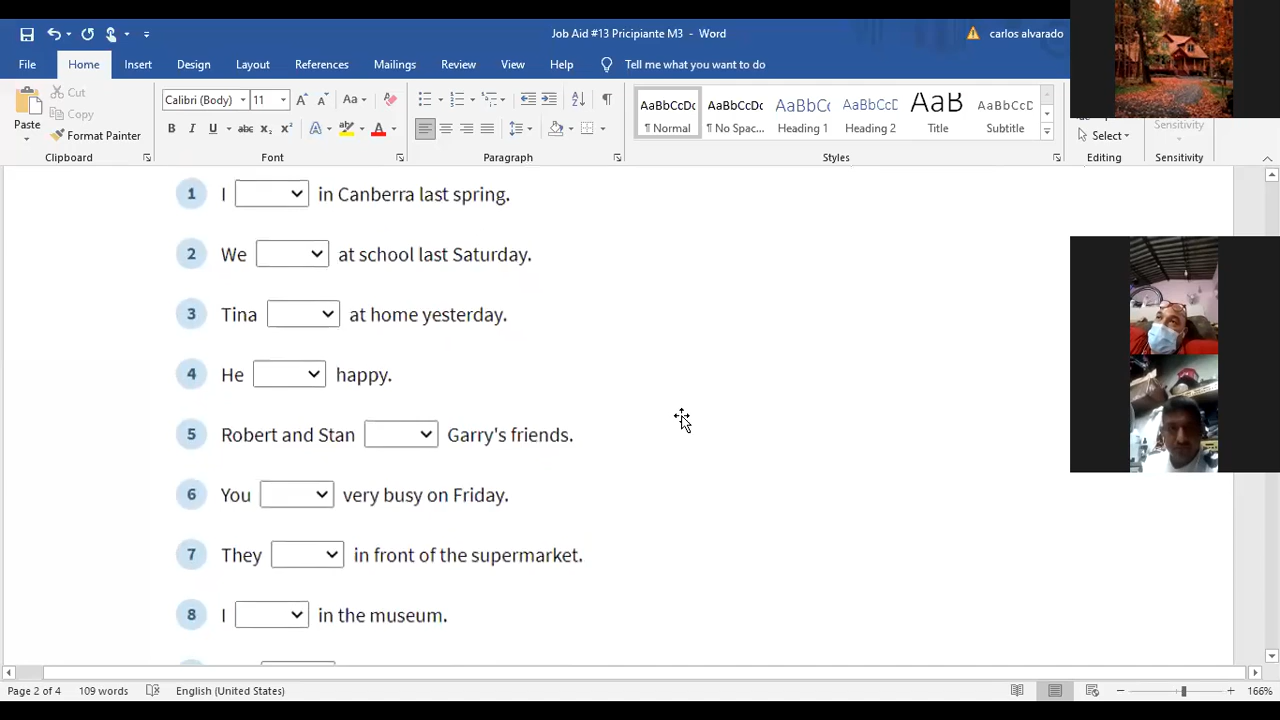 Job Aid #13 Pricipiante M3 - Word
carlos alvarado
File Home Insert Design Layout References Mailings Review View Help Tell me what you want to do
Paste
Cut
Copy
Format Painter
Calibri (Body) 11
AaBbCcDc AaBbCcDc AaBbCc AaBbCcD AaB AaBbCcD
¶ Normal ¶ No Spac... Heading 1 Heading 2 Title Subtitle
Select
Sensitivity
Clipboard Font Paragraph Styles Editing Sensitivity
1 I in Canberra last spring.
2 We at school last Saturday.
3 Tina at home yesterday.
4 He happy.
5 Robert and Stan Garry's friends.
6 You very busy on Friday.
7 They in front of the supermarket.
8 I in the museum.
Page 2 of 4 109 words English (United States) 166%